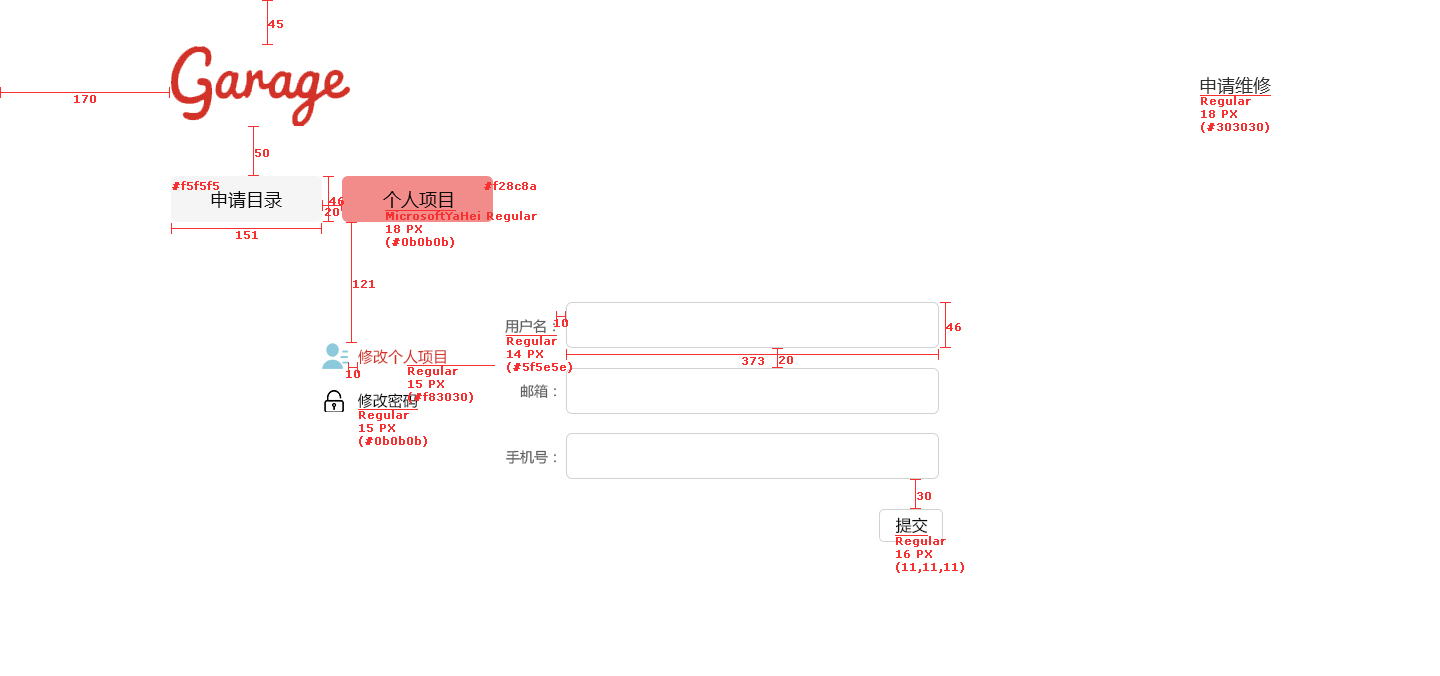 45
Garage
170
申请维修
Regular
18 PX
(#303030)
50
#f5f5f5
申请目录
46
20
151
个人项目
#f28c8a
MicrosoftYaHei Regular
18 PX
(#0b0b0b)
121
修改个人项目
10
Regular
15 PX
(#f83030)
修改密码
Regular
15 PX
(#0b0b0b)
用户名：
10
Regular
14 PX
(#5f5e5e)
46
373
20
邮箱：
手机号：
30
提交
Regular
16 PX
(11,11,11)